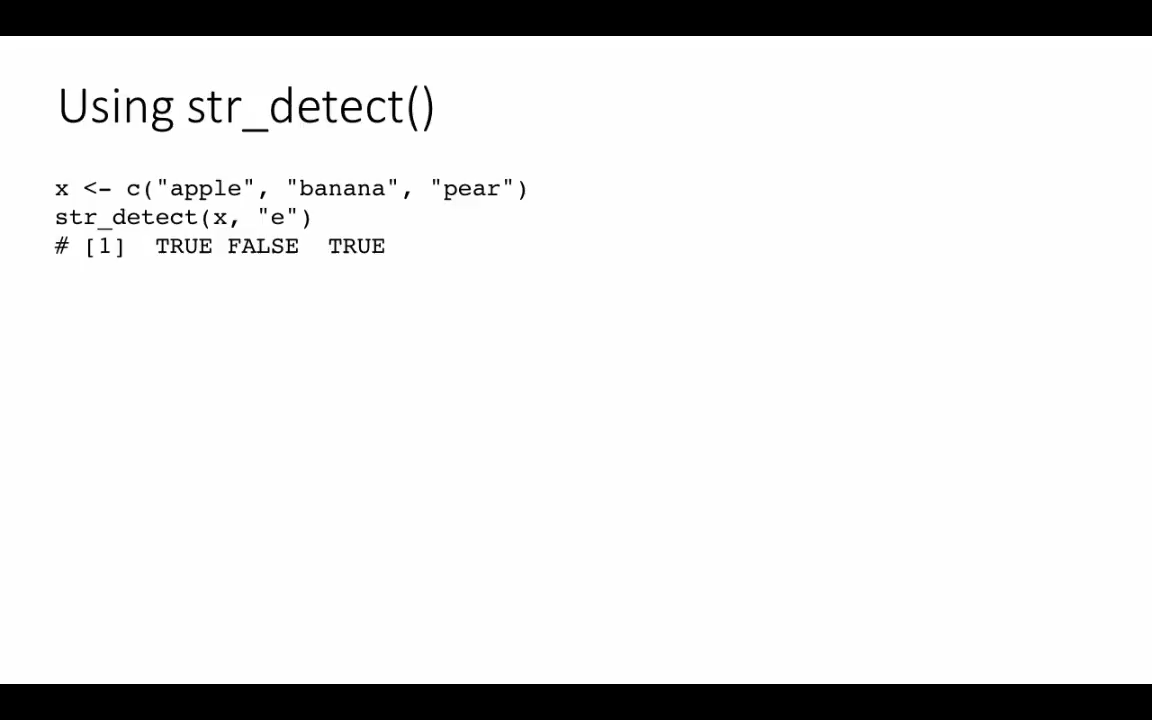 Using str_detect()
x <- c("apple", "banana", "pear")
str_detect(x, "e")
# [1]  TRUE FALSE  TRUE